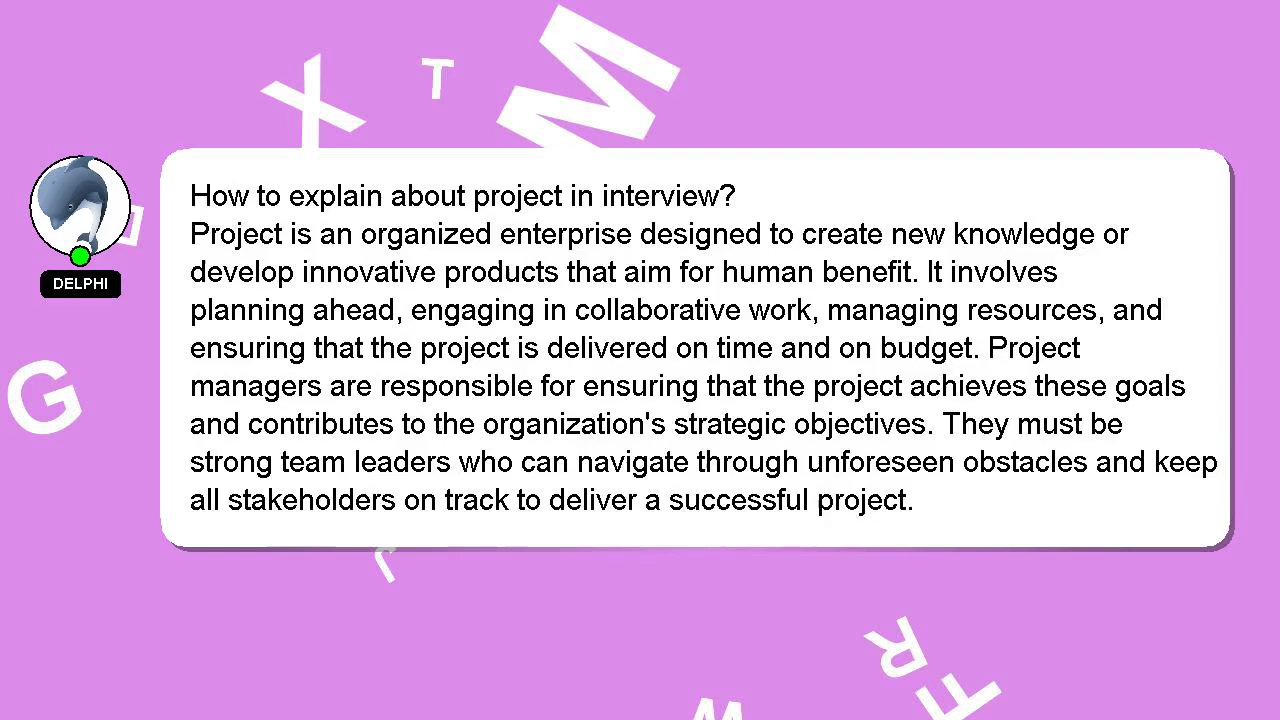 X
T
M
DELPHI
How to explain about project in interview?
Project is an organized enterprise designed to create new knowledge or
develop innovative products that aim for human benefit. It involves
planning ahead, engaging in collaborative work, managing resources, and
ensuring that the project is delivered on time and on budget. Project
managers are responsible for ensuring that the project achieves these goals
and contributes to the organization's strategic objectives. They must be
strong team leaders who can navigate through unforeseen obstacles and keep
all stakeholders on track to deliver a successful project.
G
J
R
F
W